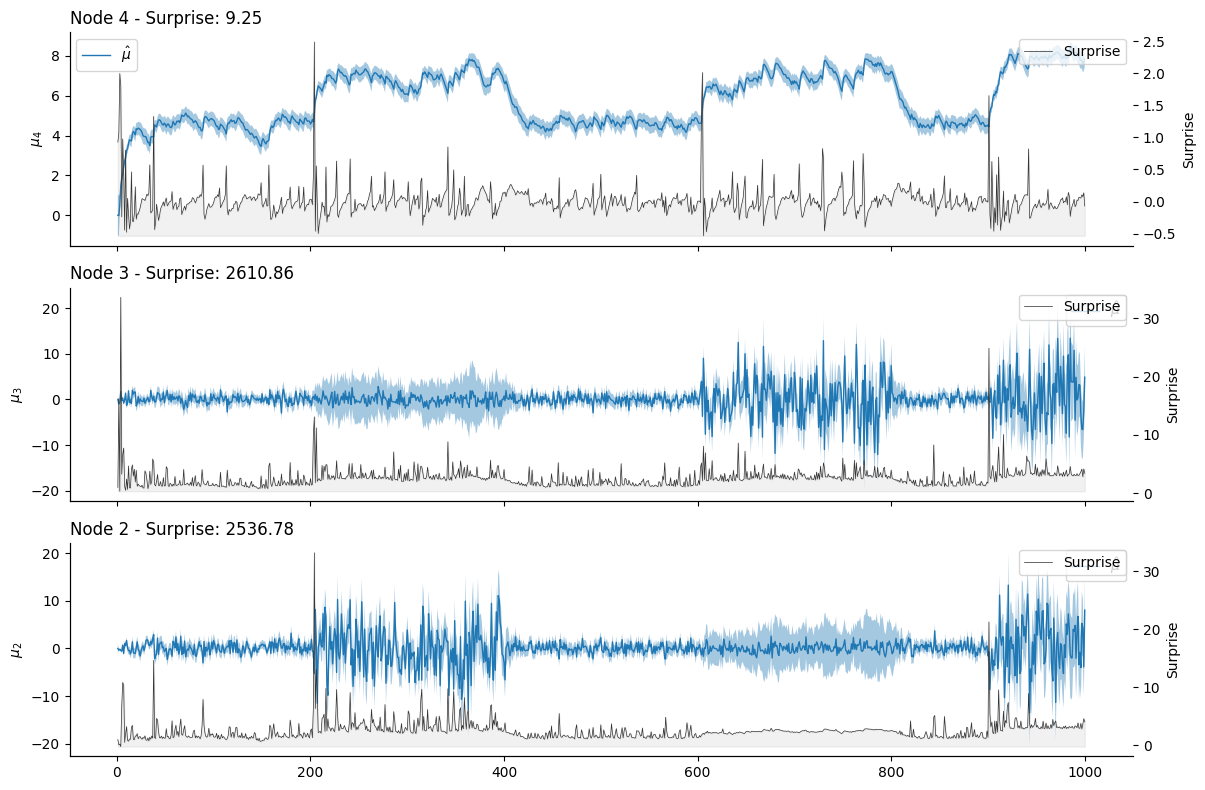 Node 4 - Surprise: 9.25
μ̂
Surprise
8
6
4
2
0
μ₄
2.5
2.0
1.5
1.0
0.5
0.0
−0.5
Surprise
Node 3 - Surprise: 2610.86
Surprise
μ̂
20
10
0
−10
−20
μ₃
30
20
10
0
Surprise
Node 2 - Surprise: 2536.78
Surprise
μ̂
20
10
0
−10
−20
μ₂
30
20
10
0
Surprise
0 200 400 600 800 1000